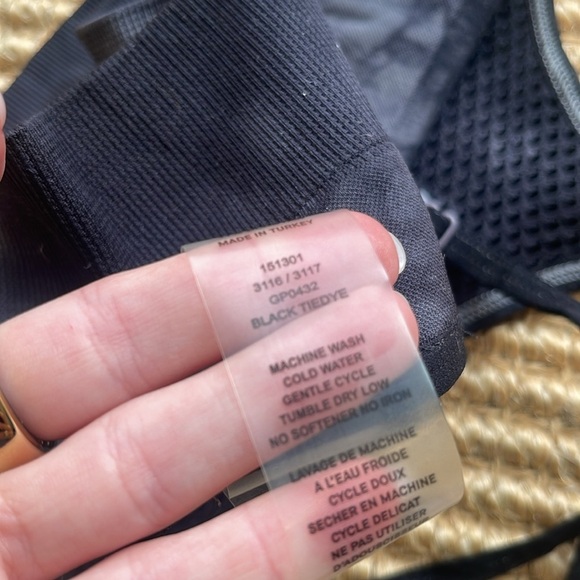 MADE IN TURKEY
151301
3116 / 3117
GP0432
BLACK TIEDYE
MACHINE WASH
COLD WATER
GENTLE CYCLE
TUMBLE DRY LOW
NO SOFTENER NO IRON
LAVAGE DE MACHINE
A L'EAU FROIDE
CYCLE DOUX
SECHER EN MACHINE
CYCLE DELICAT
NE PAS UTILISER